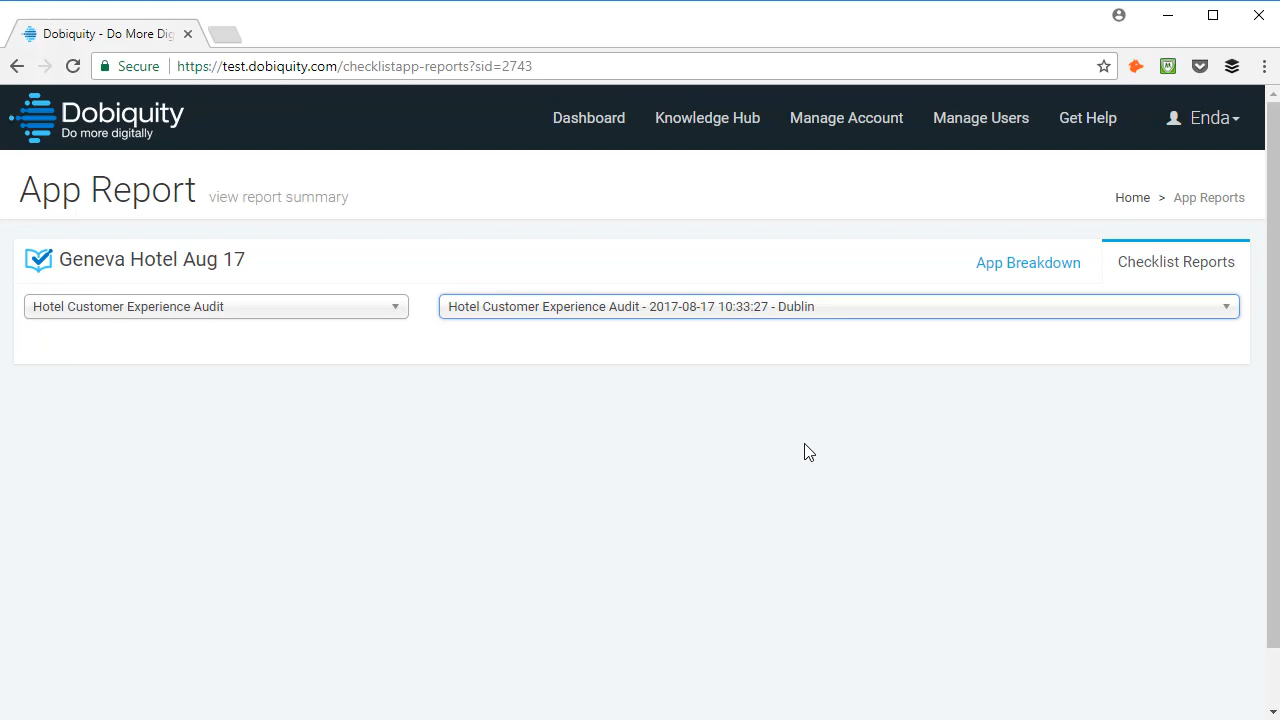 Dobiquity - Do More Dig
Secure
https://test.dobiquity.com/checklistapp-reports?sid=2743
Dobiquity
Do more digitally
Dashboard
Knowledge Hub
Manage Account
Manage Users
Get Help
Enda
App Report
view report summary
Home > App Reports
Geneva Hotel Aug 17
App Breakdown
Checklist Reports
Hotel Customer Experience Audit
Hotel Customer Experience Audit - 2017-08-17 10:33:27 - Dublin